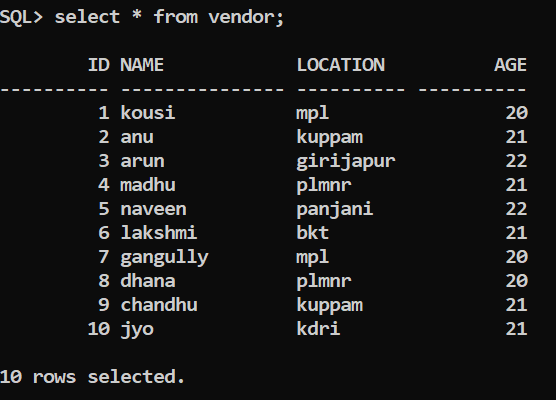 SQL> select * from vendor;
        ID NAME            LOCATION          AGE
---------- --------------- ---------- ----------
         1 kousi           mpl                20
         2 anu             kuppam             21
         3 arun            girijapur          22
         4 madhu           plmnr              21
         5 naveen          panjani            22
         6 lakshmi         bkt                21
         7 gangully        mpl                20
         8 dhana           plmnr              20
         9 chandhu         kuppam             21
        10 jyo             kdri               21
10 rows selected.